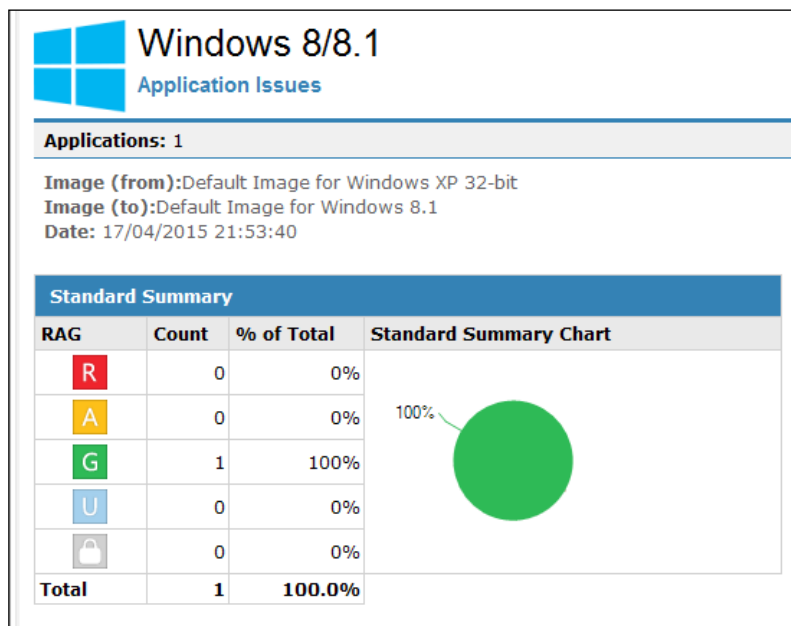 Windows 8/8.1
Application Issues
Applications: 1
Image (from):Default Image for Windows XP 32-bit
Image (to):Default Image for Windows 8.1
Date: 17/04/2015 21:53:40
Standard Summary
RAG Count % of Total Standard Summary Chart
R 0 0%
A 0 0%
100%
G 1 100%
U 0 0%
0 0%
Total 1 100.0%